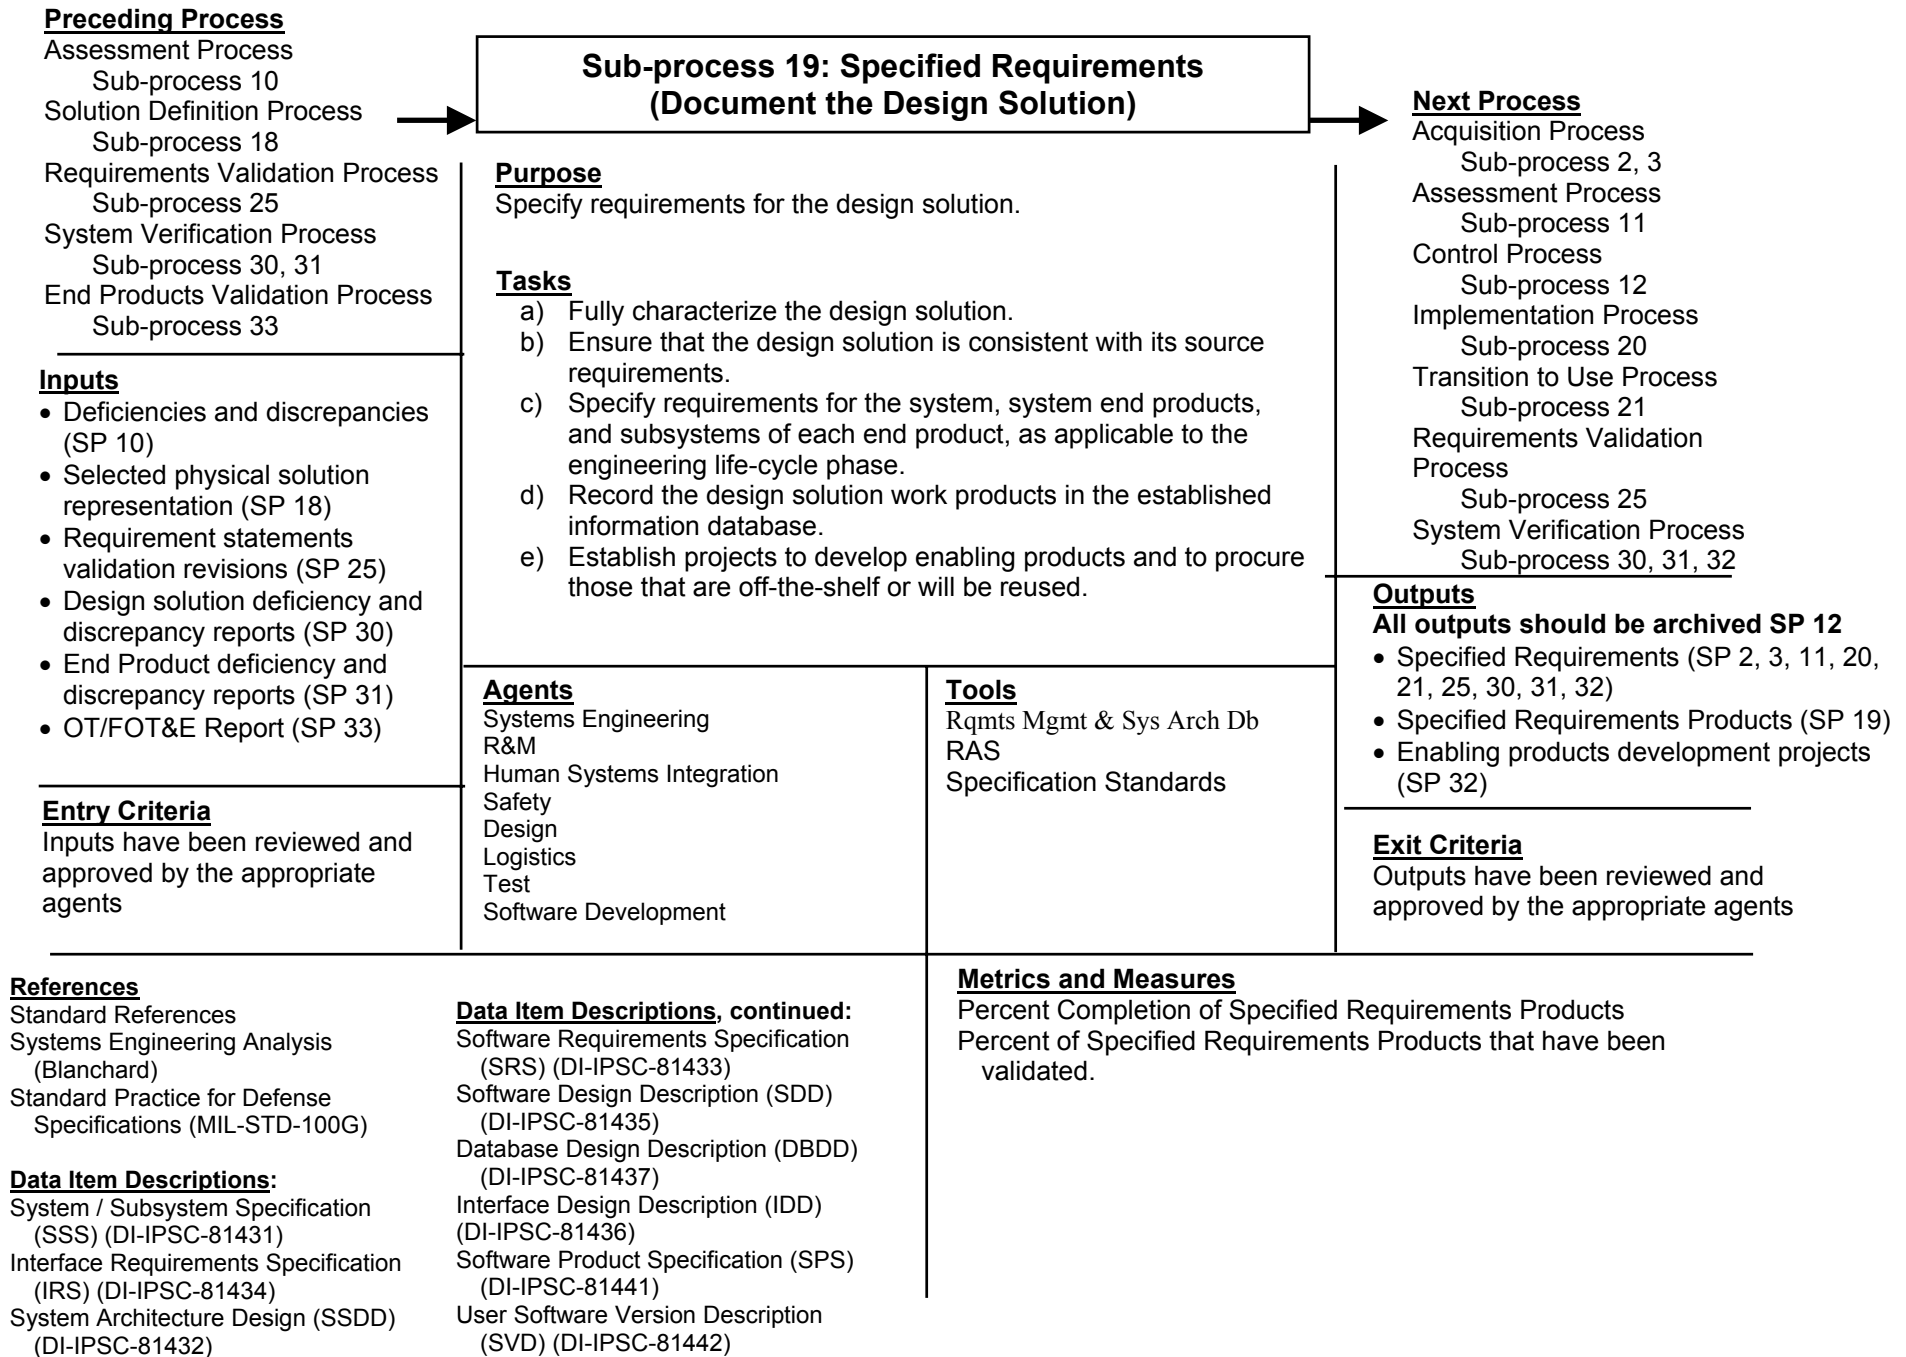 Preceding Process
Assessment Process
Sub-process 10
Solution Definition Process
Sub-process 18
Requirements Validation Process
Sub-process 25
System Verification Process
Sub-process 30, 31
End Products Validation Process
Sub-process 33
Inputs
• Deficiencies and discrepancies
(SP 10)
• Selected physical solution
representation (SP 18)
• Requirement statements
validation revisions (SP 25)
• Design solution deficiency and
discrepancy reports (SP 30)
• End Product deficiency and
discrepancy reports (SP 31)
• OT/FOT&E Report (SP 33)
Entry Criteria
Inputs have been reviewed and
approved by the appropriate
agents
Sub-process 19: Specified Requirements
(Document the Design Solution)
Purpose
Specify requirements for the design solution.
Tasks
a) Fully characterize the design solution.
b) Ensure that the design solution is consistent with its source
requirements.
c) Specify requirements for the system, system end products,
and subsystems of each end product, as applicable to the
engineering life-cycle phase.
d) Record the design solution work products in the established
information database.
e) Establish projects to develop enabling products and to procure
those that are off-the-shelf or will be reused.
Agents
Systems Engineering
R&M
Human Systems Integration
Safety
Design
Logistics
Test
Software Development
Tools
Rqmts Mgmt & Sys Arch Db
RAS
Specification Standards
Next Process
Acquisition Process
Sub-process 2, 3
Assessment Process
Sub-process 11
Control Process
Sub-process 12
Implementation Process
Sub-process 20
Transition to Use Process
Sub-process 21
Requirements Validation
Process
Sub-process 25
System Verification Process
Sub-process 30, 31, 32
Outputs
All outputs should be archived SP 12
• Specified Requirements (SP 2, 3, 11, 20,
21, 25, 30, 31, 32)
• Specified Requirements Products (SP 19)
• Enabling products development projects
(SP 32)
Exit Criteria
Outputs have been reviewed and
approved by the appropriate agents
References
Standard References
Systems Engineering Analysis
(Blanchard)
Standard Practice for Defense
Specifications (MIL-STD-100G)
Data Item Descriptions:
System / Subsystem Specification
(SSS) (DI-IPSC-81431)
Interface Requirements Specification
(IRS) (DI-IPSC-81434)
System Architecture Design (SSDD)
(DI-IPSC-81432)
Data Item Descriptions, continued:
Software Requirements Specification
(SRS) (DI-IPSC-81433)
Software Design Description (SDD)
(DI-IPSC-81435)
Database Design Description (DBDD)
(DI-IPSC-81437)
Interface Design Description (IDD)
(DI-IPSC-81436)
Software Product Specification (SPS)
(DI-IPSC-81441)
User Software Version Description
(SVD) (DI-IPSC-81442)
Metrics and Measures
Percent Completion of Specified Requirements Products
Percent of Specified Requirements Products that have been
validated.